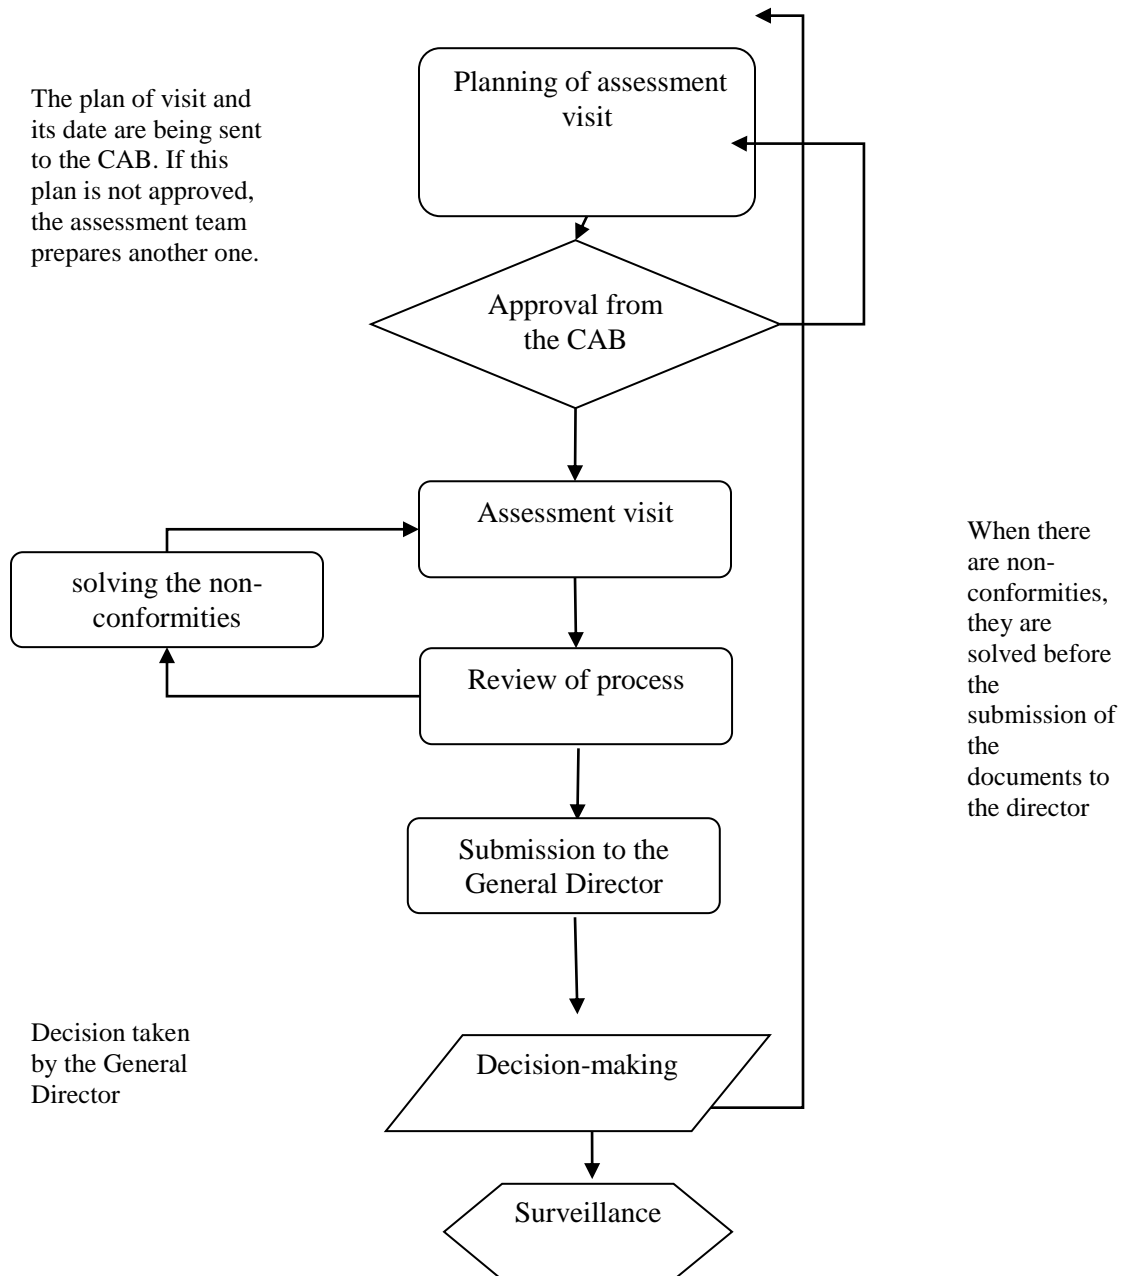 Planning of assessment
visit
The plan of visit and
its date are being sent
to the CAB. If this
plan is not approved,
the assessment team
prepares another one.
Approval from
the CAB
Assessment visit
When there
are non-
conformities,
they are
solved before
the
submission of
the
documents to
the director
solving the non-
conformities
Review of process
Submission to the
General Director
Decision taken
by the General
Director
Decision-making
Surveillance